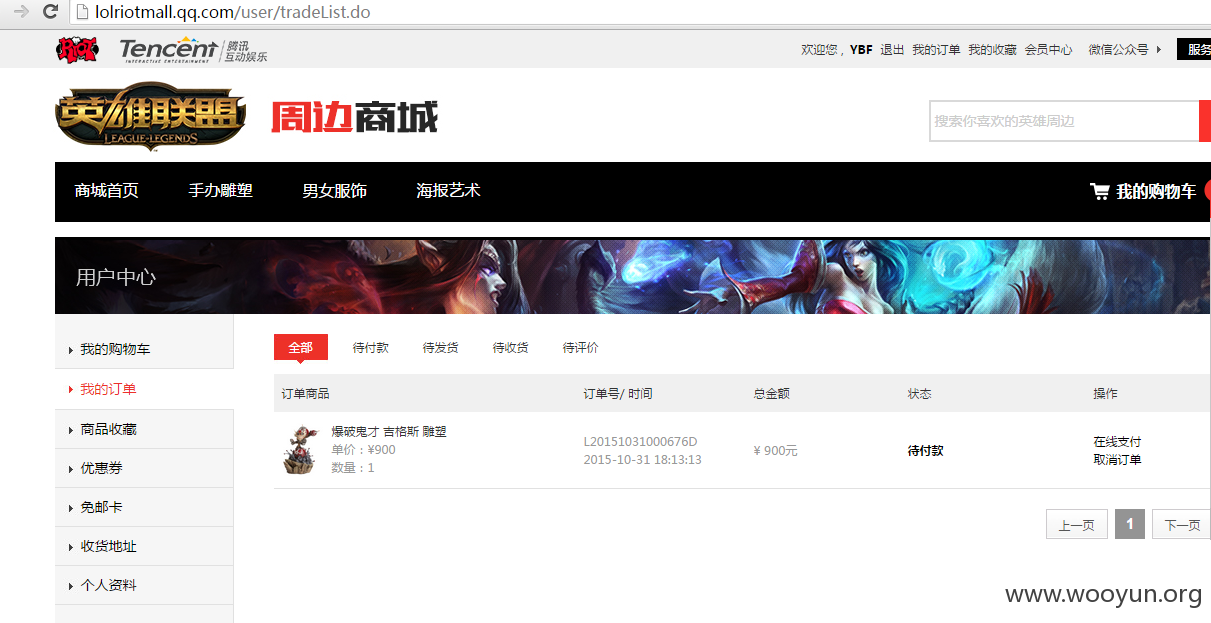 lolriotmall.qq.com/user/tradeList.do
RIOT Tencent 腾讯 互动娱乐
INTERACTIVE ENTERTAINMENT
欢迎您, YBF 退出 我的订单 我的收藏 会员中心 微信公众号 服务
英雄联盟
LEAGUE·LEGENDS
周边商城
搜索你喜欢的英雄周边
商城首页 手办雕塑 男女服饰 海报艺术 我的购物车
用户中心
我的购物车
我的订单
商品收藏
优惠券
免邮卡
收货地址
个人资料
全部 待付款 待发货 待收货 待评价
订单商品 订单号/ 时间 总金额 状态 操作
爆破鬼才 吉格斯 雕塑
单价：¥900
数量：1
L20151031000676D
2015-10-31 18:13:13
¥ 900元
待付款
在线支付
取消订单
上一页 1 下一页
www.wooyun.org